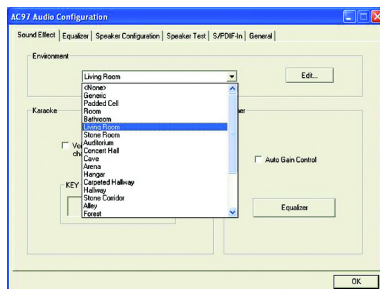 AC97 Audio Configuration
Sound Effect Equalizer Speaker Configuration Speaker Test S/PDIF-In General
Environment
Living Room
Edit...
<None>
Generic
Padded Cell
Room
Bathroom
Living Room
Stone Room
Auditorium
Concert Hall
Cave
Arena
Hangar
Carpeted Hallway
Hallway
Stone Corridor
Alley
Forest
Karaoke
KEY
Auto Gain Control
Equalizer
OK